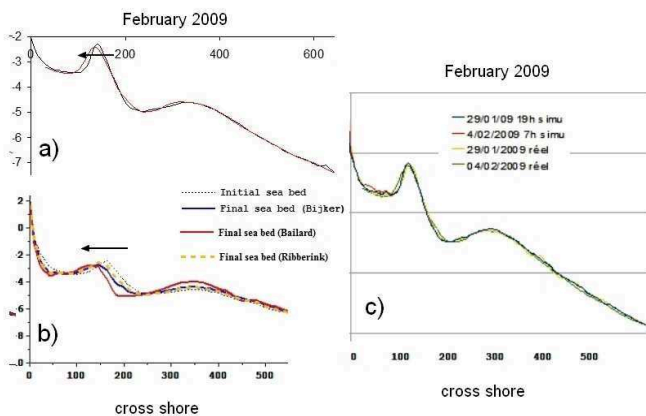 February 2009
-2
0
200
400
600
-3
-4
-5
-6
-7
a)
2
0
-2
-4
-6
-8
Initial sea bed
Final sea bed (Bijker)
Final sea bed (Bailard)
Final sea bed (Ribberink)
b)
0
100
200
300
400
500
cross shore
February 2009
29/01/09 19h simu
4/02/2009 7h simu
29/01/2009 réel
04/02/2009 réel
c)
0
100
200
300
400
500
cross shore